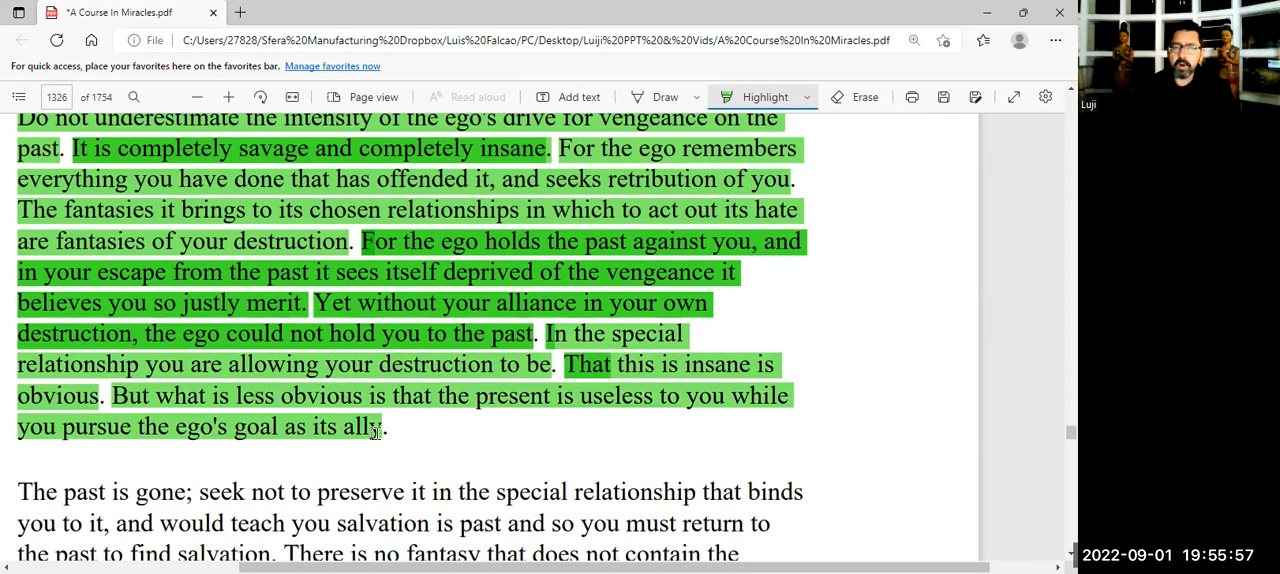 *A Course In Miracles.pdf
File C:/Users/27828/Sfera%20Manufacturing%20Dropbox/Luis%20Falcao/PC/Desktop/Luiji%20PPT%20&%20Vids/A%20Course%20In%20Miracles.pdf
For quick access, place your favorites here on the favorites bar. Manage favorites now
1326 of 1754 Page view Read aloud Add text Draw Highlight Erase
Do not underestimate the intensity of the ego's drive for vengeance on the
past. It is completely savage and completely insane. For the ego remembers
everything you have done that has offended it, and seeks retribution of you.
The fantasies it brings to its chosen relationships in which to act out its hate
are fantasies of your destruction. For the ego holds the past against you, and
in your escape from the past it sees itself deprived of the vengeance it
believes you so justly merit. Yet without your alliance in your own
destruction, the ego could not hold you to the past. In the special
relationship you are allowing your destruction to be. That this is insane is
obvious. But what is less obvious is that the present is useless to you while
you pursue the ego's goal as its ally.
The past is gone; seek not to preserve it in the special relationship that binds
you to it, and would teach you salvation is past and so you must return to
the past to find salvation. There is no fantasy that does not contain the
Luji
2022-09-01 19:55:57